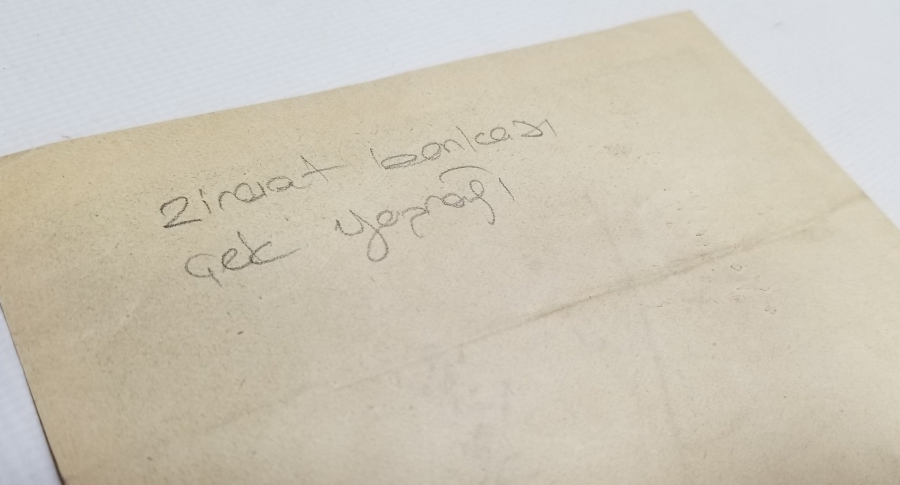 Ziraat bankası
Çek yaprağı